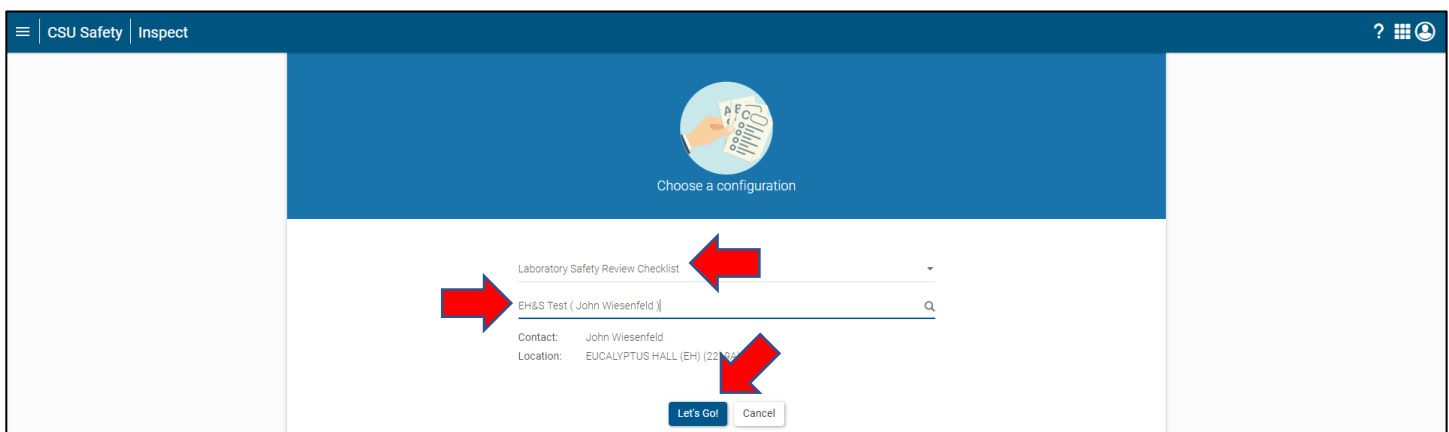 CSU Safety Inspect ?
A B C
Choose a configuration
Laboratory Safety Review Checklist
EH&S Test ( John Wiesenfeld )
Contact: John Wiesenfeld
Location: EUCALYPTUS HALL (EH)
Let's Go! Cancel